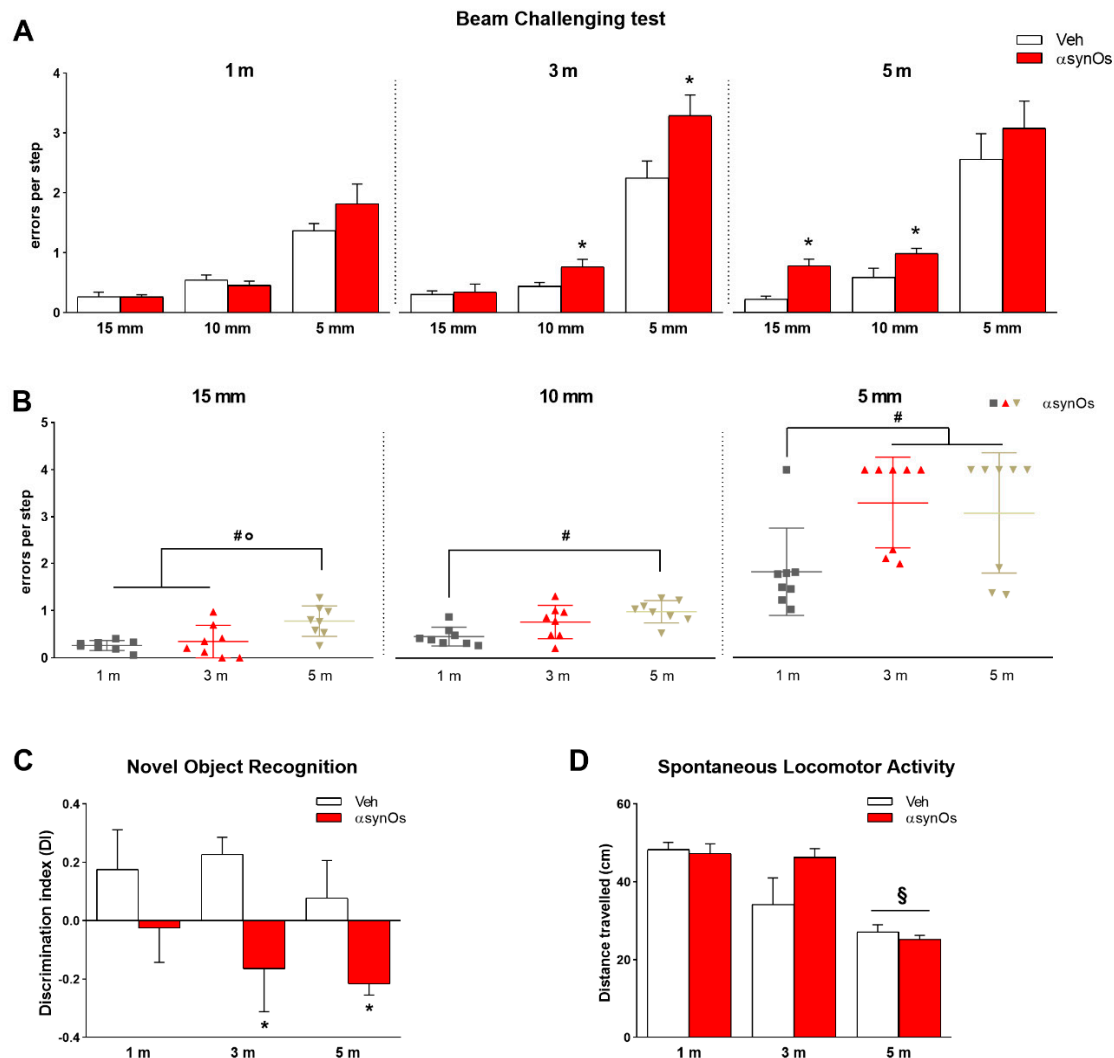 Beam Challenging test
A
Veh
αsynOs
1 m
3 m
5 m
errors per step
4
3
2
1
0
*
*
*
*
15 mm
10 mm
5 mm
15 mm
10 mm
5 mm
15 mm
10 mm
5 mm
B
15 mm
10 mm
5 mm
αsynOs
errors per step
5
4
3
2
1
0
#
#
#
1 m
3 m
5 m
1 m
3 m
5 m
1 m
3 m
5 m
C
Novel Object Recognition
Veh
αsynOs
Discrimination index (DI)
0.4
0.2
0.0
-0.2
-0.4
*
*
1 m
3 m
5 m
D
Spontaneous Locomotor Activity
Veh
αsynOs
Distance travelled (cm)
60
40
20
0
§
1 m
3 m
5 m